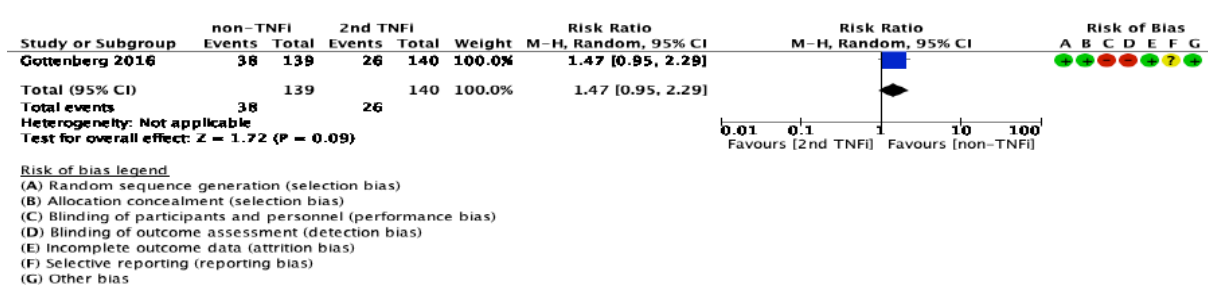 non-TNFi 2nd TNFi Risk Ratio Risk Ratio Risk of Bias
Study or Subgroup Events Total Events Total Weight M-H, Random, 95% CI M-H, Random, 95% CI A B C D E F G
Gottenberg 2016 38 139 26 140 100.0% 1.47 [0.95, 2.29] + + - - + ? +
Total (95% CI) 139 140 100.0% 1.47 [0.95, 2.29]
Total events 38 26
Heterogeneity: Not applicable
Test for overall effect: Z = 1.72 (P = 0.09)
0.01 0.1 1 10 100
Favours [2nd TNFi] Favours [non-TNFi]
Risk of bias legend
(A) Random sequence generation (selection bias)
(B) Allocation concealment (selection bias)
(C) Blinding of participants and personnel (performance bias)
(D) Blinding of outcome assessment (detection bias)
(E) Incomplete outcome data (attrition bias)
(F) Selective reporting (reporting bias)
(G) Other bias